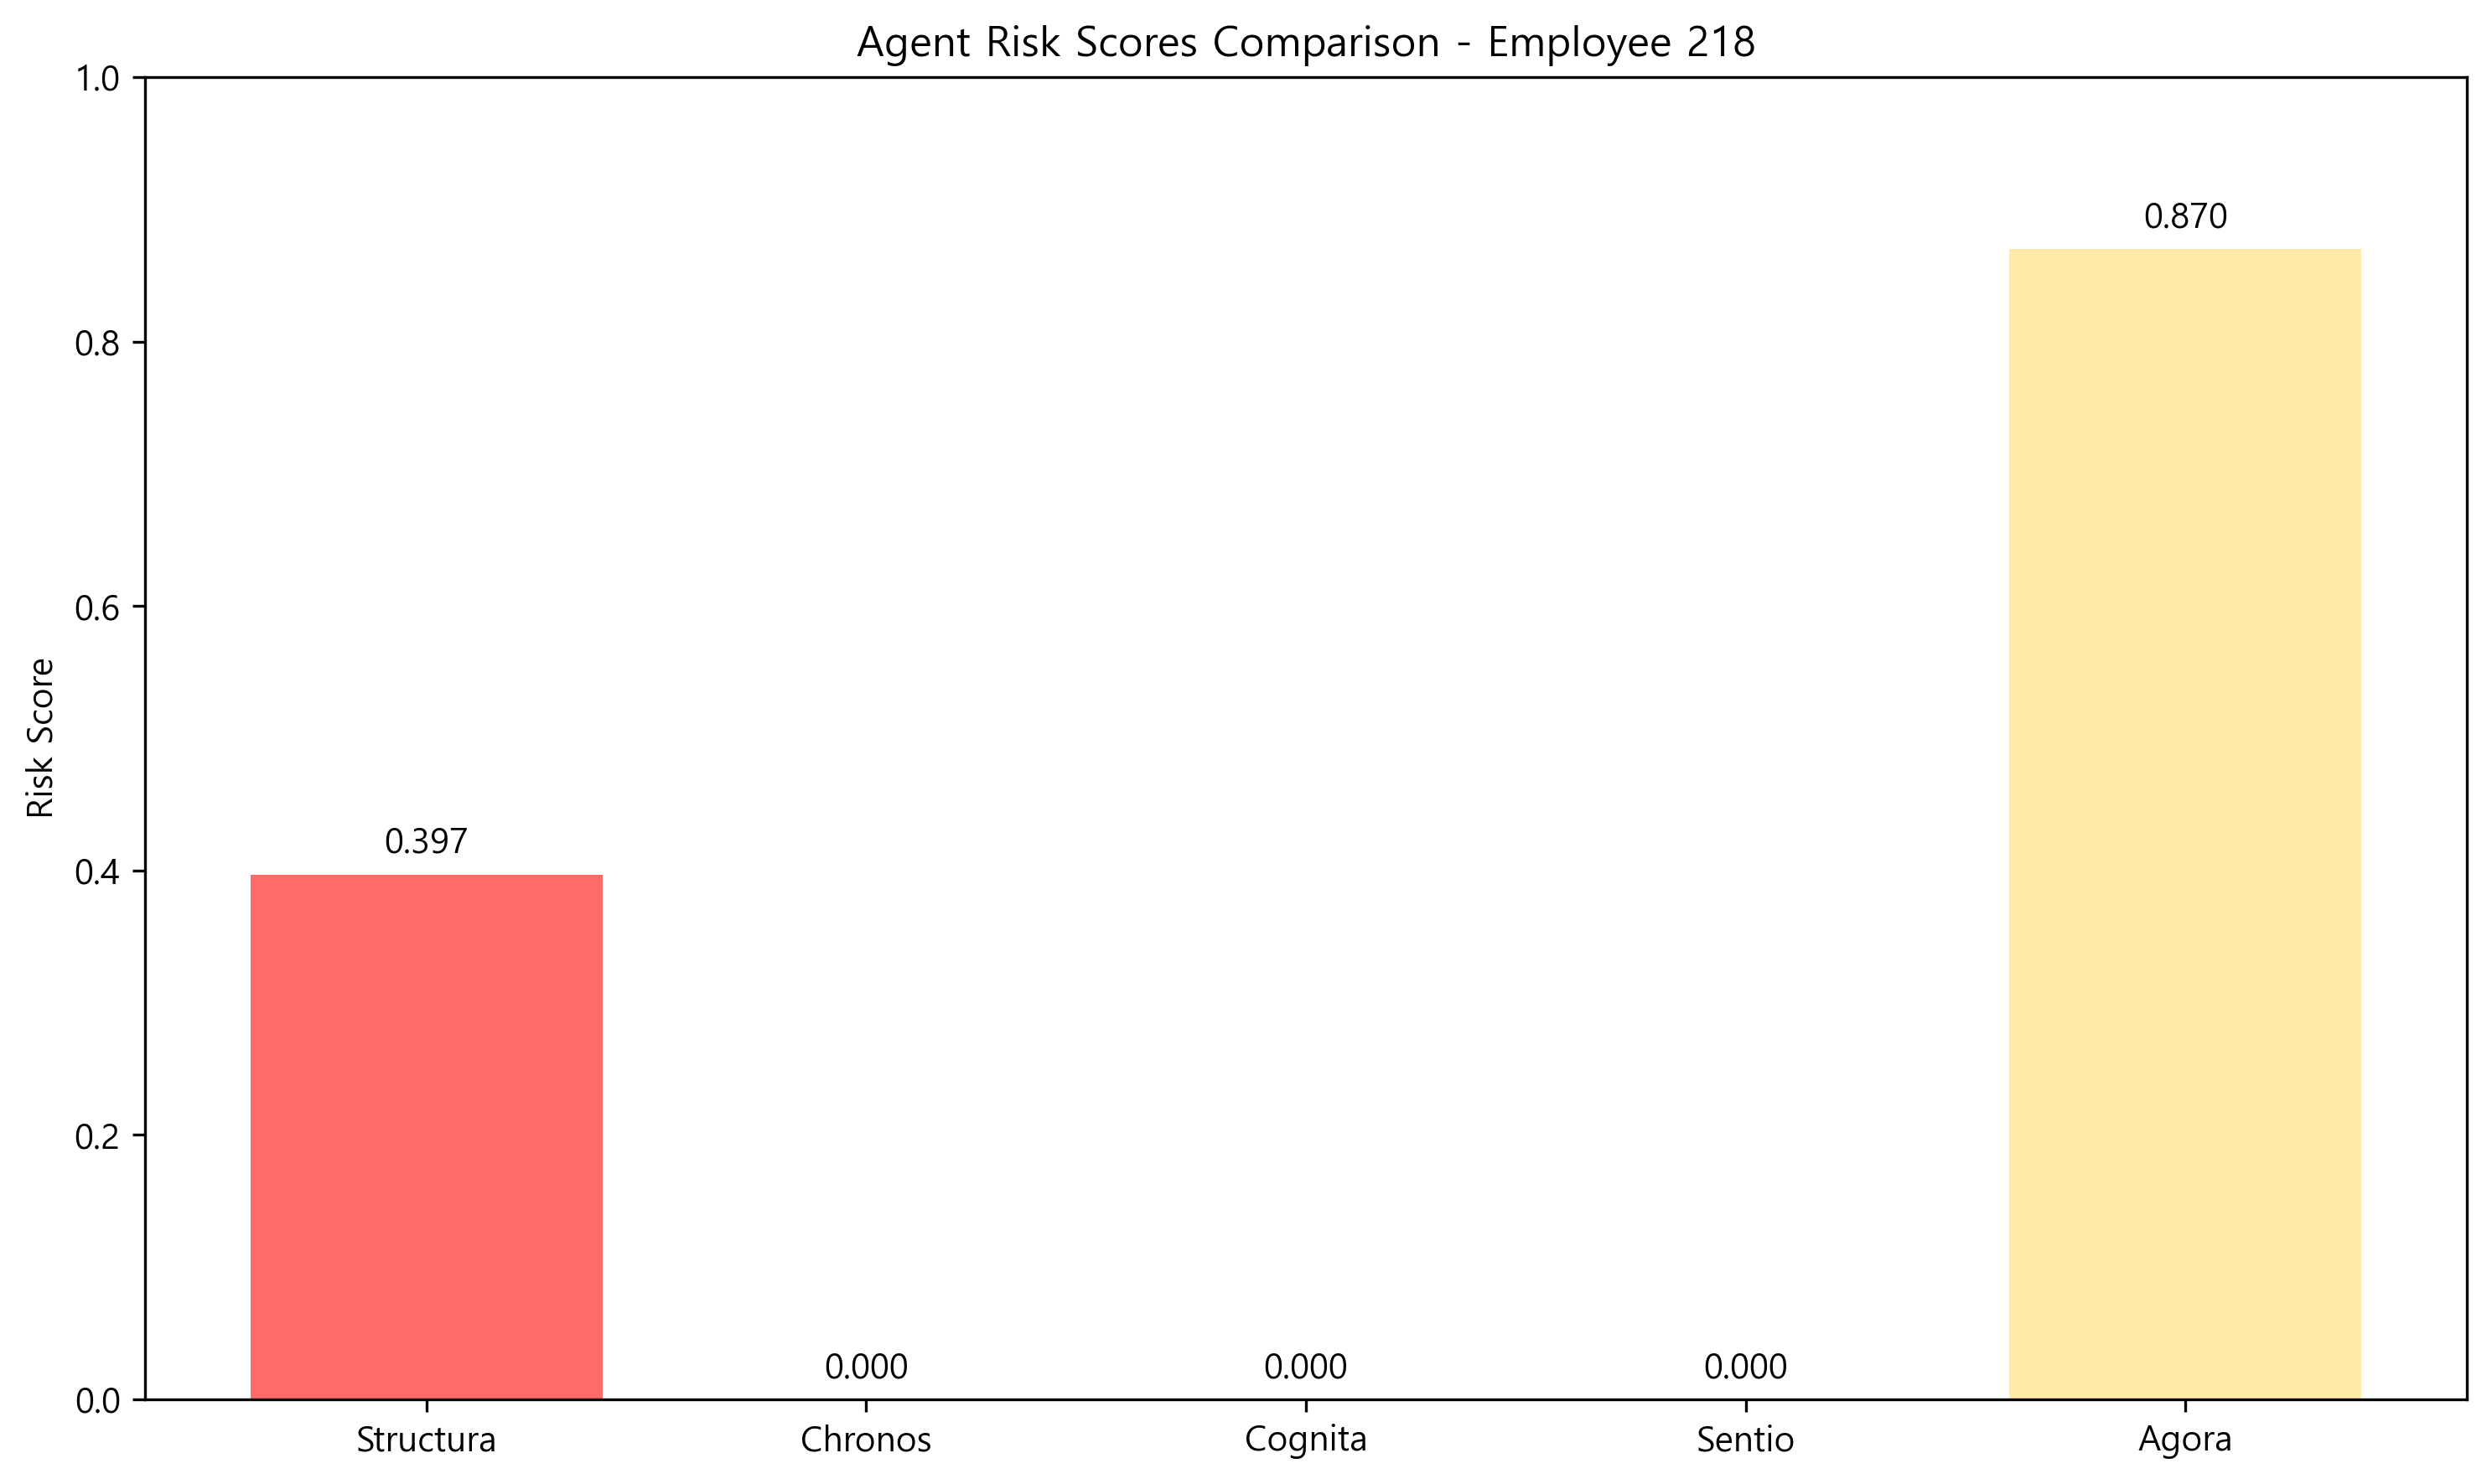 Agent Risk Scores Comparison - Employee 218
1.0
0.8
0.6
0.4
0.2
0.0
Risk Score
0.397
0.000
0.000
0.000
0.870
Structura
Chronos
Cognita
Sentio
Agora